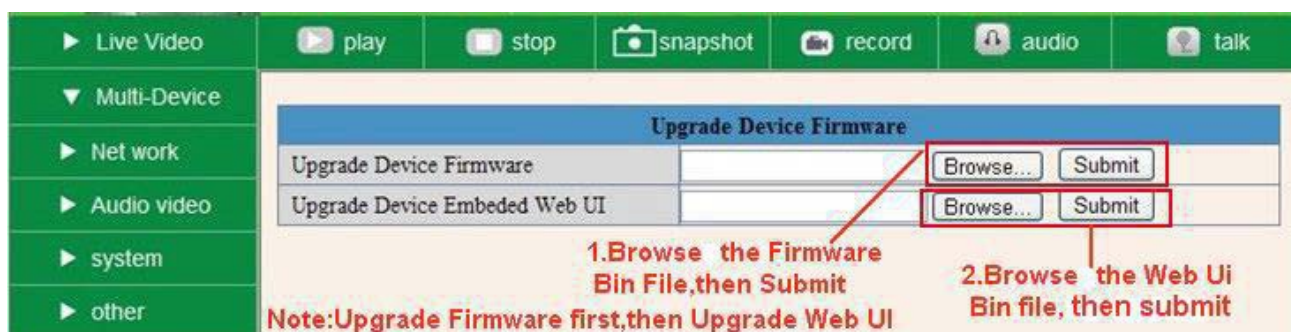 Live Video
play
stop
snapshot
record
audio
talk
Multi-Device
Net work
Audio video
system
other
Upgrade Device Firmware
Upgrade Device Firmware
Browse... Submit
Upgrade Device Embeded Web UI
Browse... Submit
1.Browse the Firmware
Bin File,then Submit
2.Browse the Web Ui
Bin file, then submit
Note:Upgrade Firmware first,then Upgrade Web UI